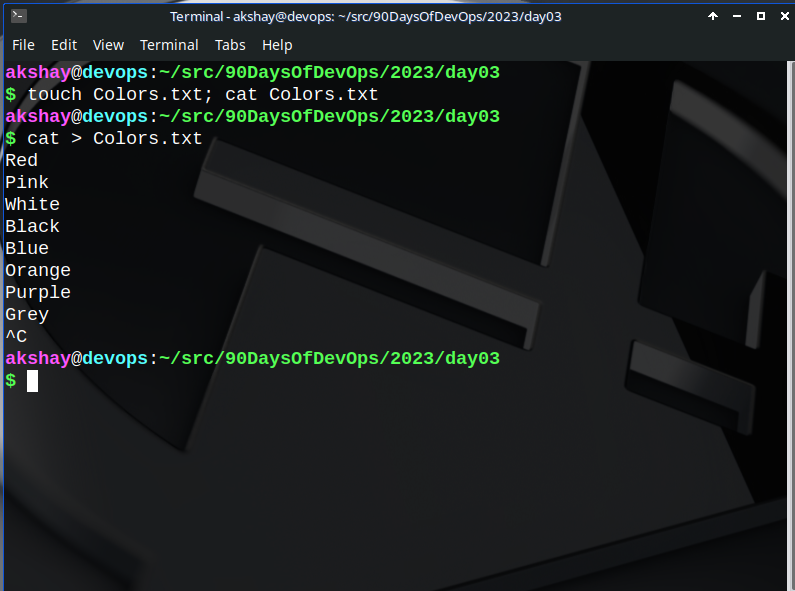 Terminal - akshay@devops: ~/src/90DaysOfDevOps/2023/day03
File Edit View Terminal Tabs Help
akshay@devops:~/src/90DaysOfDevOps/2023/day03
$ touch Colors.txt; cat Colors.txt
akshay@devops:~/src/90DaysOfDevOps/2023/day03
$ cat > Colors.txt
Red
Pink
White
Black
Blue
Orange
Purple
Grey
^C
akshay@devops:~/src/90DaysOfDevOps/2023/day03
$